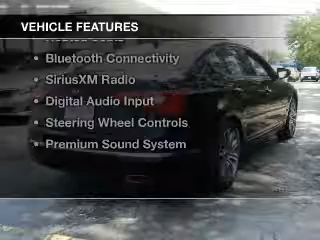 VEHICLE FEATURES
• Bluetooth Connectivity
• SiriusXM Radio
• Digital Audio Input
• Steering Wheel Controls
• Premium Sound System